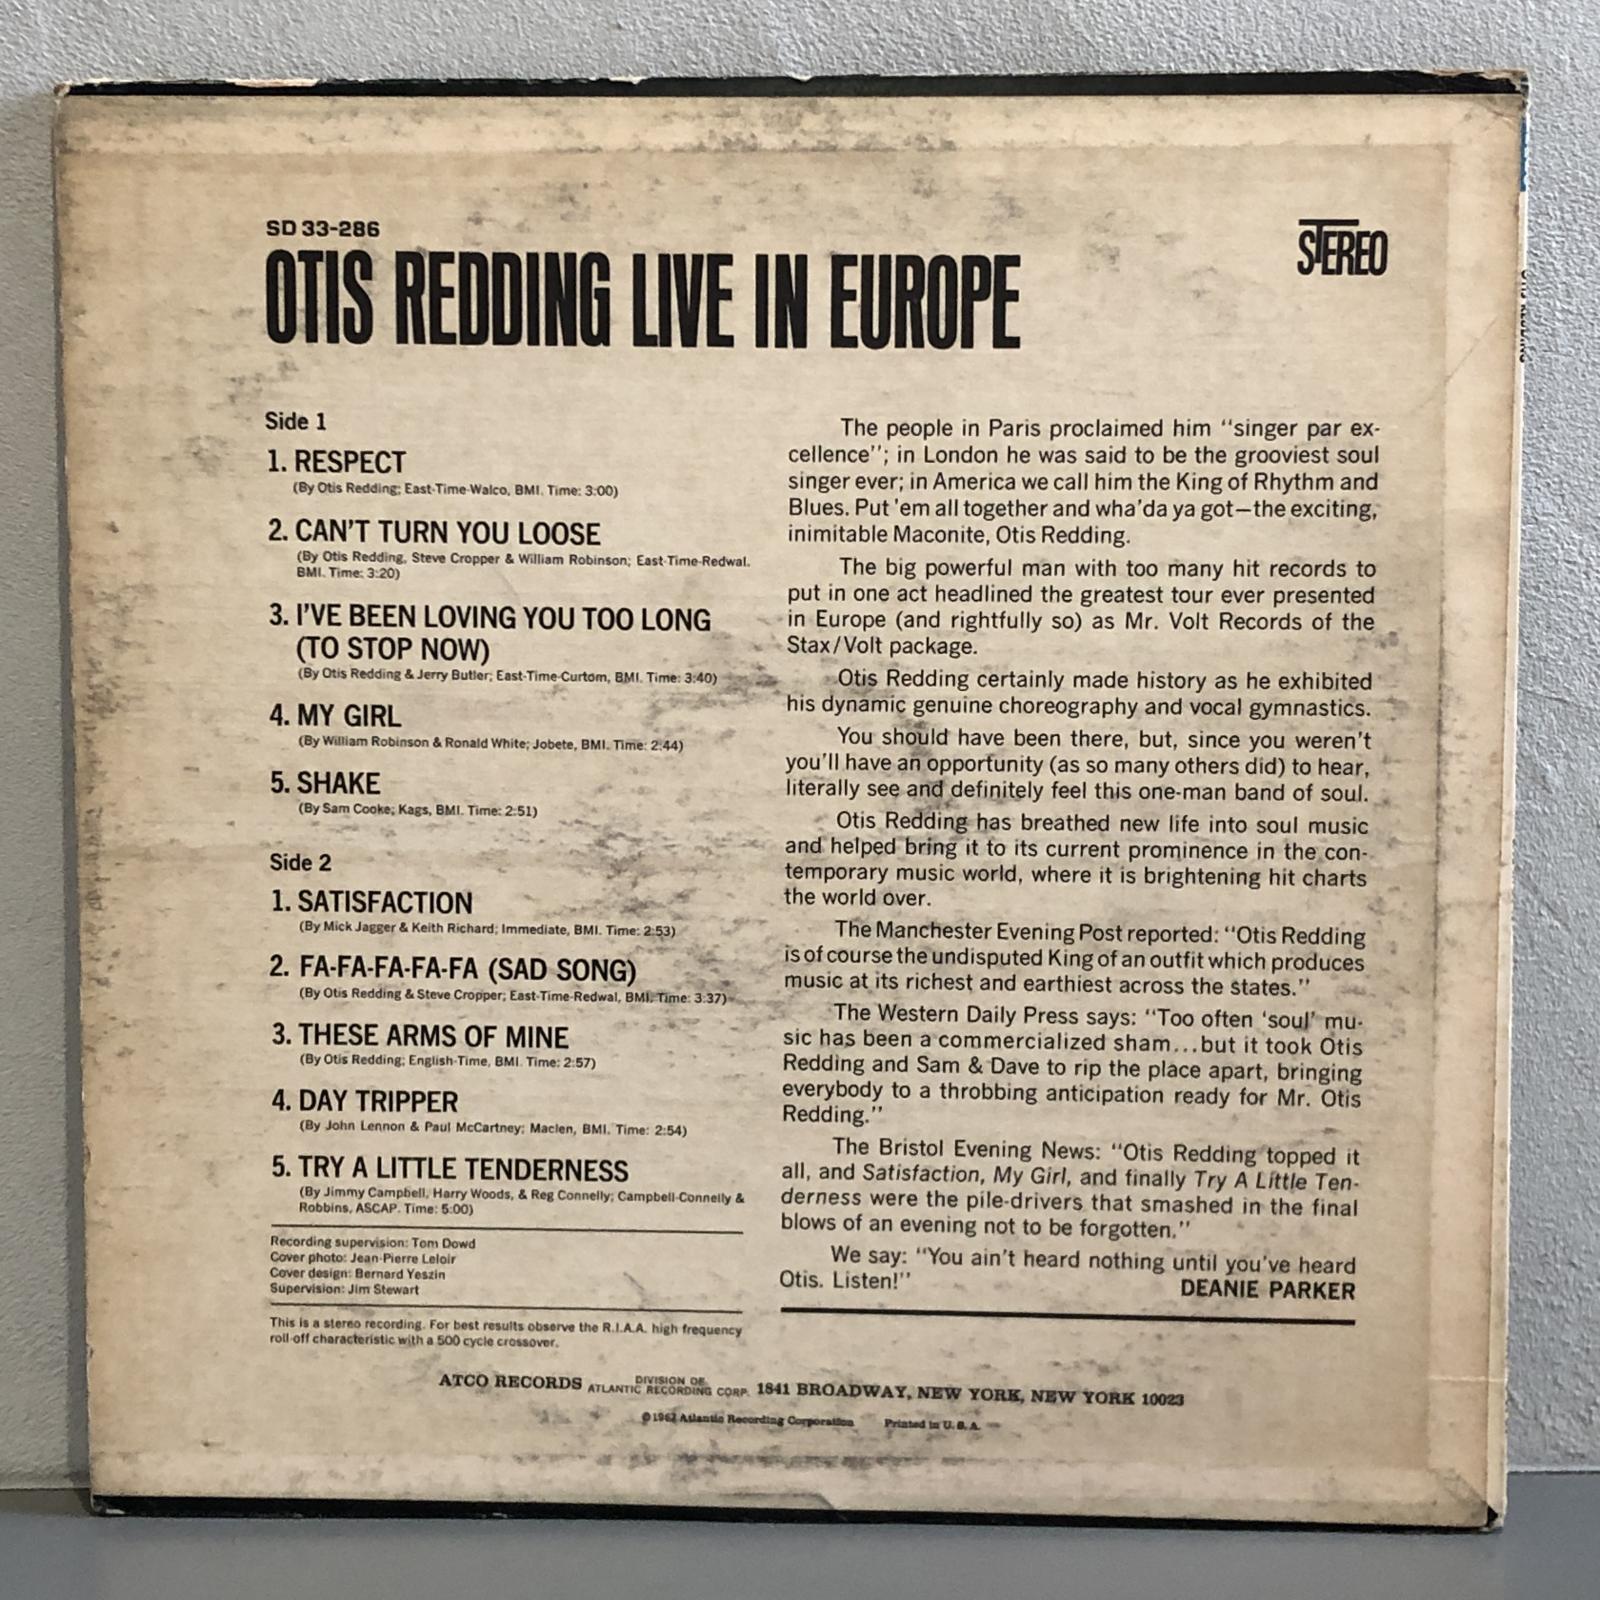 SD 33-286
STEREO
OTIS REDDING LIVE IN EUROPE
Side 1
1. RESPECT
(By Otis Redding; East-Time-Walco, BMI. Time: 3:00)
2. CAN'T TURN YOU LOOSE
(By Otis Redding, Steve Cropper & William Robinson; East-Time-Redwal.
BMI. Time: 3:20)
3. I'VE BEEN LOVING YOU TOO LONG
(TO STOP NOW)
(By Otis Redding & Jerry Butler; East-Time-Curtom, BMI. Time: 3:40)
4. MY GIRL
(By William Robinson & Ronald White; Jobete, BMI. Time: 2:44)
5. SHAKE
(By Sam Cooke; Kags, BMI. Time: 2:51)
Side 2
1. SATISFACTION
(By Mick Jagger & Keith Richard; Immediate, BMI. Time: 2:53)
2. FA-FA-FA-FA-FA (SAD SONG)
(By Otis Redding & Steve Cropper; East-Time-Redwal, BMI. Time: 3:37)
3. THESE ARMS OF MINE
(By Otis Redding; English-Time, BMI. Time: 2:57)
4. DAY TRIPPER
(By John Lennon & Paul McCartney; Maclen, BMI. Time: 2:54)
5. TRY A LITTLE TENDERNESS
(By Jimmy Campbell, Harry Woods, & Reg Connelly; Campbell-Connelly &
Robbins, ASCAP. Time: 5:00)
Recording supervision: Tom Dowd
Cover photo: Jean-Pierre Leloir
Cover design: Bernard Yeszin
Supervision: Jim Stewart
This is a stereo recording. For best results observe the R.I.A.A. high frequency
roll-off characteristic with a 500 cycle crossover.
The people in Paris proclaimed him "singer par ex-
cellence"; in London he was said to be the grooviest soul
singer ever; in America we call him the King of Rhythm and
Blues. Put 'em all together and wha'da ya got—the exciting,
inimitable Maconite, Otis Redding.
The big powerful man with too many hit records to
put in one act headlined the greatest tour ever presented
in Europe (and rightfully so) as Mr. Volt Records of the
Stax/Volt package.
Otis Redding certainly made history as he exhibited
his dynamic genuine choreography and vocal gymnastics.
You should have been there, but, since you weren't
you'll have an opportunity (as so many others did) to hear,
literally see and definitely feel this one-man band of soul.
Otis Redding has breathed new life into soul music
and helped bring it to its current prominence in the con-
temporary music world, where it is brightening hit charts
the world over.
The Manchester Evening Post reported: "Otis Redding
is of course the undisputed King of an outfit which produces
music at its richest and earthiest across the states."
The Western Daily Press says: "Too often 'soul' mu-
sic has been a commercialized sham...but it took Otis
Redding and Sam & Dave to rip the place apart, bringing
everybody to a throbbing anticipation ready for Mr. Otis
Redding."
The Bristol Evening News: "Otis Redding topped it
all, and Satisfaction, My Girl, and finally Try A Little Ten-
derness were the pile-drivers that smashed in the final
blows of an evening not to be forgotten."
We say: "You ain't heard nothing until you've heard
Otis. Listen!"
DEANIE PARKER
ATCO RECORDS DIVISION OF ATLANTIC RECORDING CORP. 1841 BROADWAY, NEW YORK, NEW YORK 10023
Atlantic Recording Corporation Printed in U.S.A.